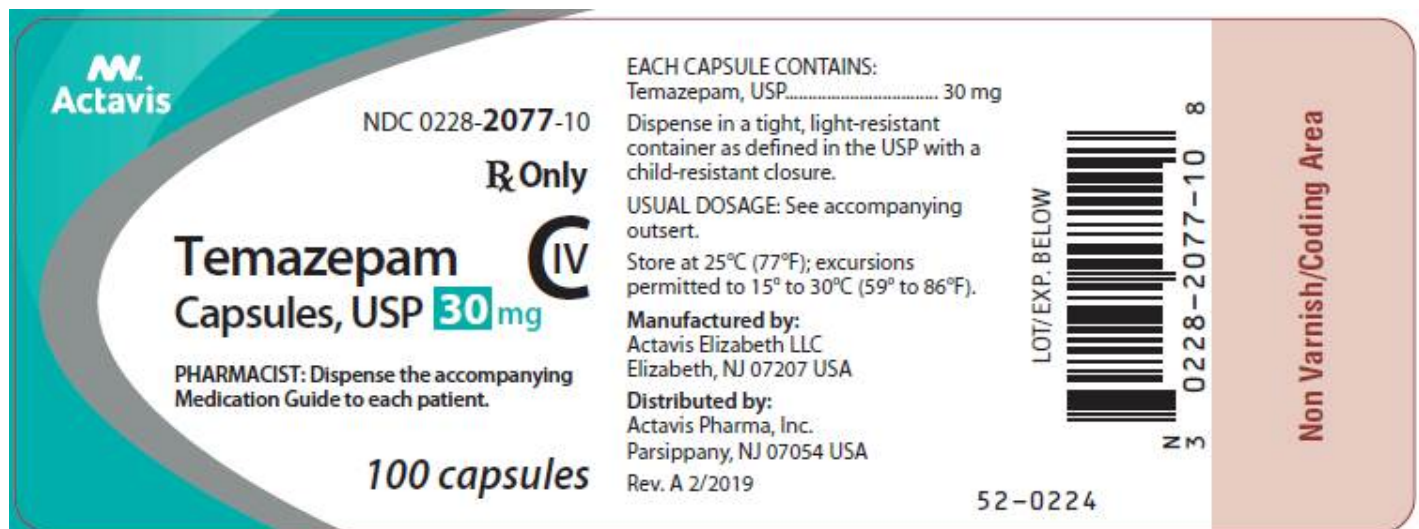 Actavis
NDC 0228-2077-10
℞ Only
Temazepam
CIV
Capsules, USP 30 mg
PHARMACIST: Dispense the accompanying
Medication Guide to each patient.
100 capsules
EACH CAPSULE CONTAINS:
Temazepam, USP.................................... 30 mg
Dispense in a tight, light-resistant
container as defined in the USP with a
child-resistant closure.
USUAL DOSAGE: See accompanying
outsert.
Store at 25°C (77°F); excursions
permitted to 15° to 30°C (59° to 86°F).
Manufactured by:
Actavis Elizabeth LLC
Elizabeth, NJ 07207 USA
Distributed by:
Actavis Pharma, Inc.
Parsippany, NJ 07054 USA
Rev. A 2/2019
LOT/EXP. BELOW
N
3 0228-2077-10 8
52-0224
Non Varnish/Coding Area